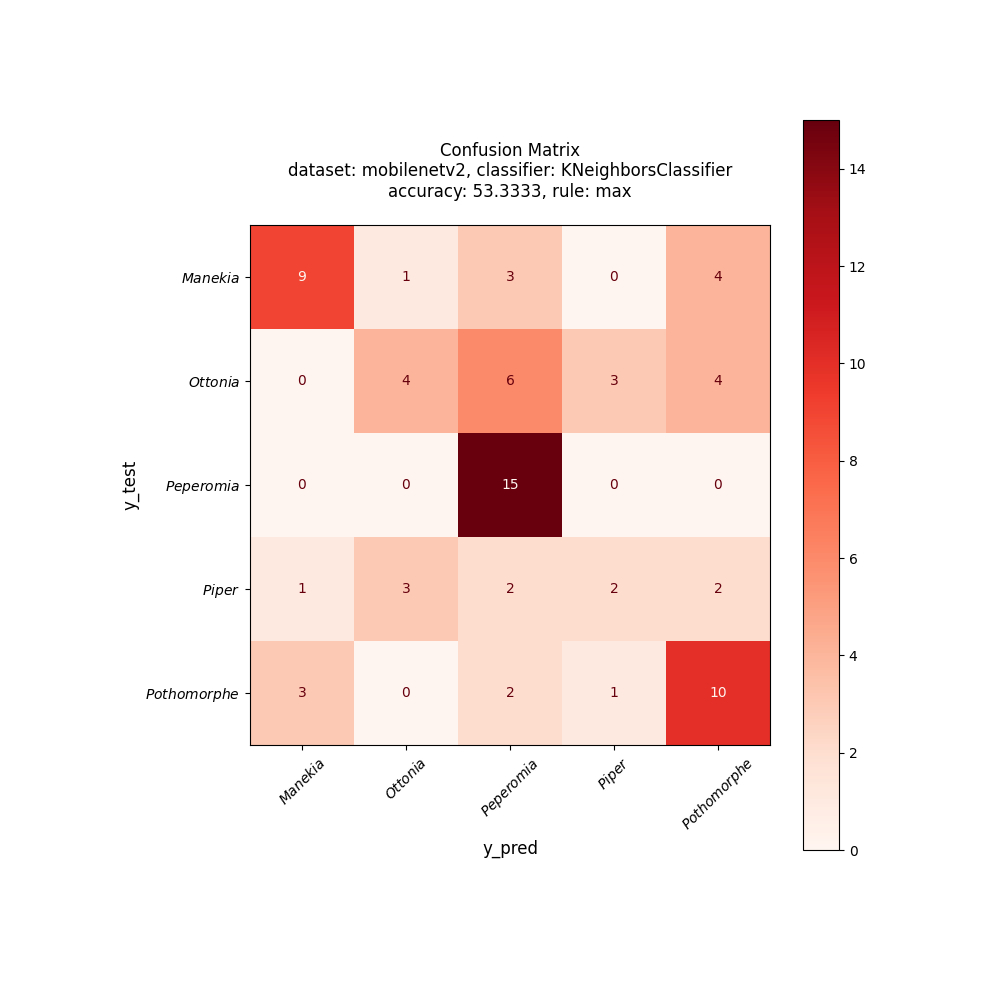 Confusion Matrix
dataset: mobilenetv2, classifier: KNeighborsClassifier
accuracy: 53.3333, rule: max
Manekia 9 1 3 0 4
Ottonia 0 4 6 3 4
Peperomia 0 0 15 0 0
Piper 1 3 2 2 2
Pothomorphe 3 0 2 1 10
y_test
Manekia Ottonia Peperomia Piper Pothomorphe
y_pred
14
12
10
8
6
4
2
0